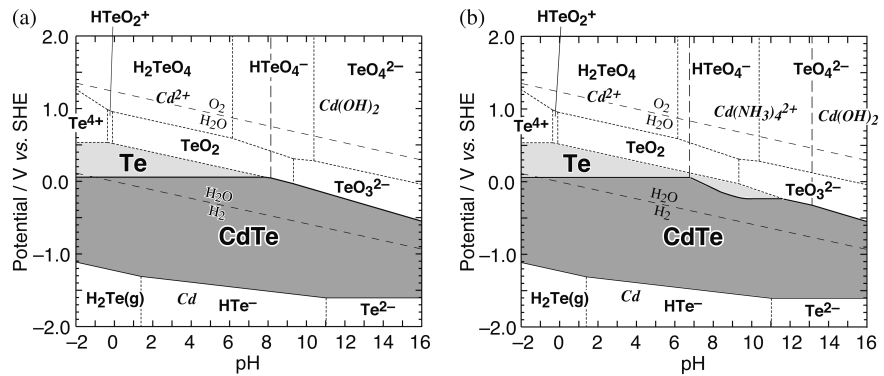 (a)
HTeO₂⁺
2.0
1.0
0.0
−1.0
−2.0
Potential / V vs. SHE
H₂TeO₄
HTeO₄⁻
TeO₄²⁻
Cd²⁺
O₂
H₂O
Cd(OH)₂
Te⁴⁺
TeO₂
Te
TeO₃²⁻
H₂O
H₂
CdTe
H₂Te(g)
Cd
HTe⁻
Te²⁻
−2 0 2 4 6 8 10 12 14 16
pH
(b)
HTeO₂⁺
2.0
1.0
0.0
−1.0
−2.0
Potential / V vs. SHE
H₂TeO₄
HTeO₄⁻
TeO₄²⁻
Cd²⁺
O₂
H₂O
Cd(NH₃)₄²⁺
Cd(OH)₂
Te⁴⁺
TeO₂
Te
TeO₃²⁻
H₂O
H₂
CdTe
H₂Te(g)
Cd
HTe⁻
Te²⁻
−2 0 2 4 6 8 10 12 14 16
pH